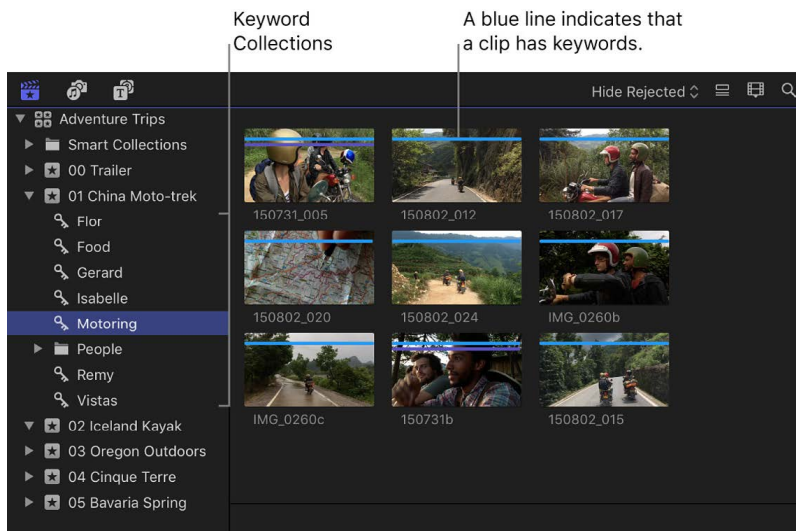 Keyword
Collections
A blue line indicates that
a clip has keywords.
Hide Rejected
Adventure Trips
Smart Collections
00 Trailer
01 China Moto-trek
Flor
Food
Gerard
Isabelle
Motoring
People
Remy
Vistas
02 Iceland Kayak
03 Oregon Outdoors
04 Cinque Terre
05 Bavaria Spring
150731_005
150802_012
150802_017
150802_020
150802_024
IMG_0260b
IMG_0260c
150731b
150802_015